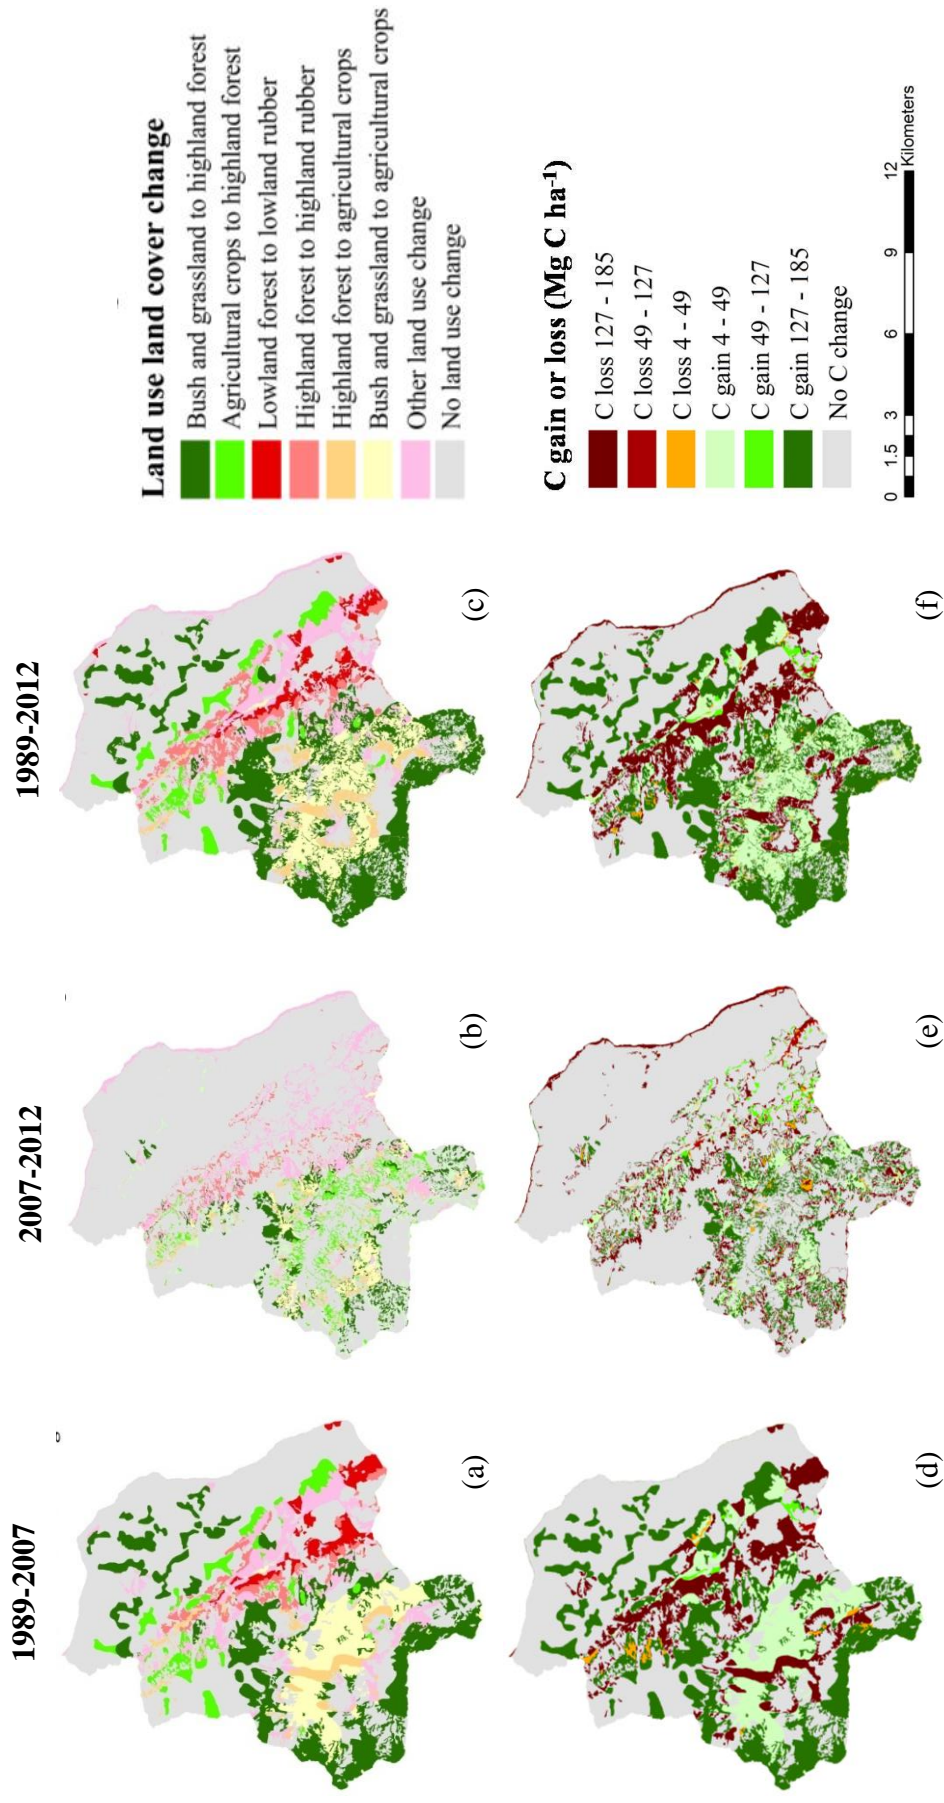 1989-2007
2007-2012
1989-2012
(a)
(b)
(c)
Land use land cover change
Bush and grassland to highland forest
Agricultural crops to highland forest
Lowland forest to lowland rubber
Highland forest to highland rubber
Highland forest to agricultural crops
Bush and grassland to agricultural crops
Other land use change
No land use change
(d)
(e)
(f)
C gain or loss (Mg C ha⁻¹)
C loss 127 - 185
C loss 49 - 127
C loss 4 - 49
C gain 4 - 49
C gain 49 - 127
C gain 127 - 185
No C change
0 1.5 3 6 9 12
Kilometers